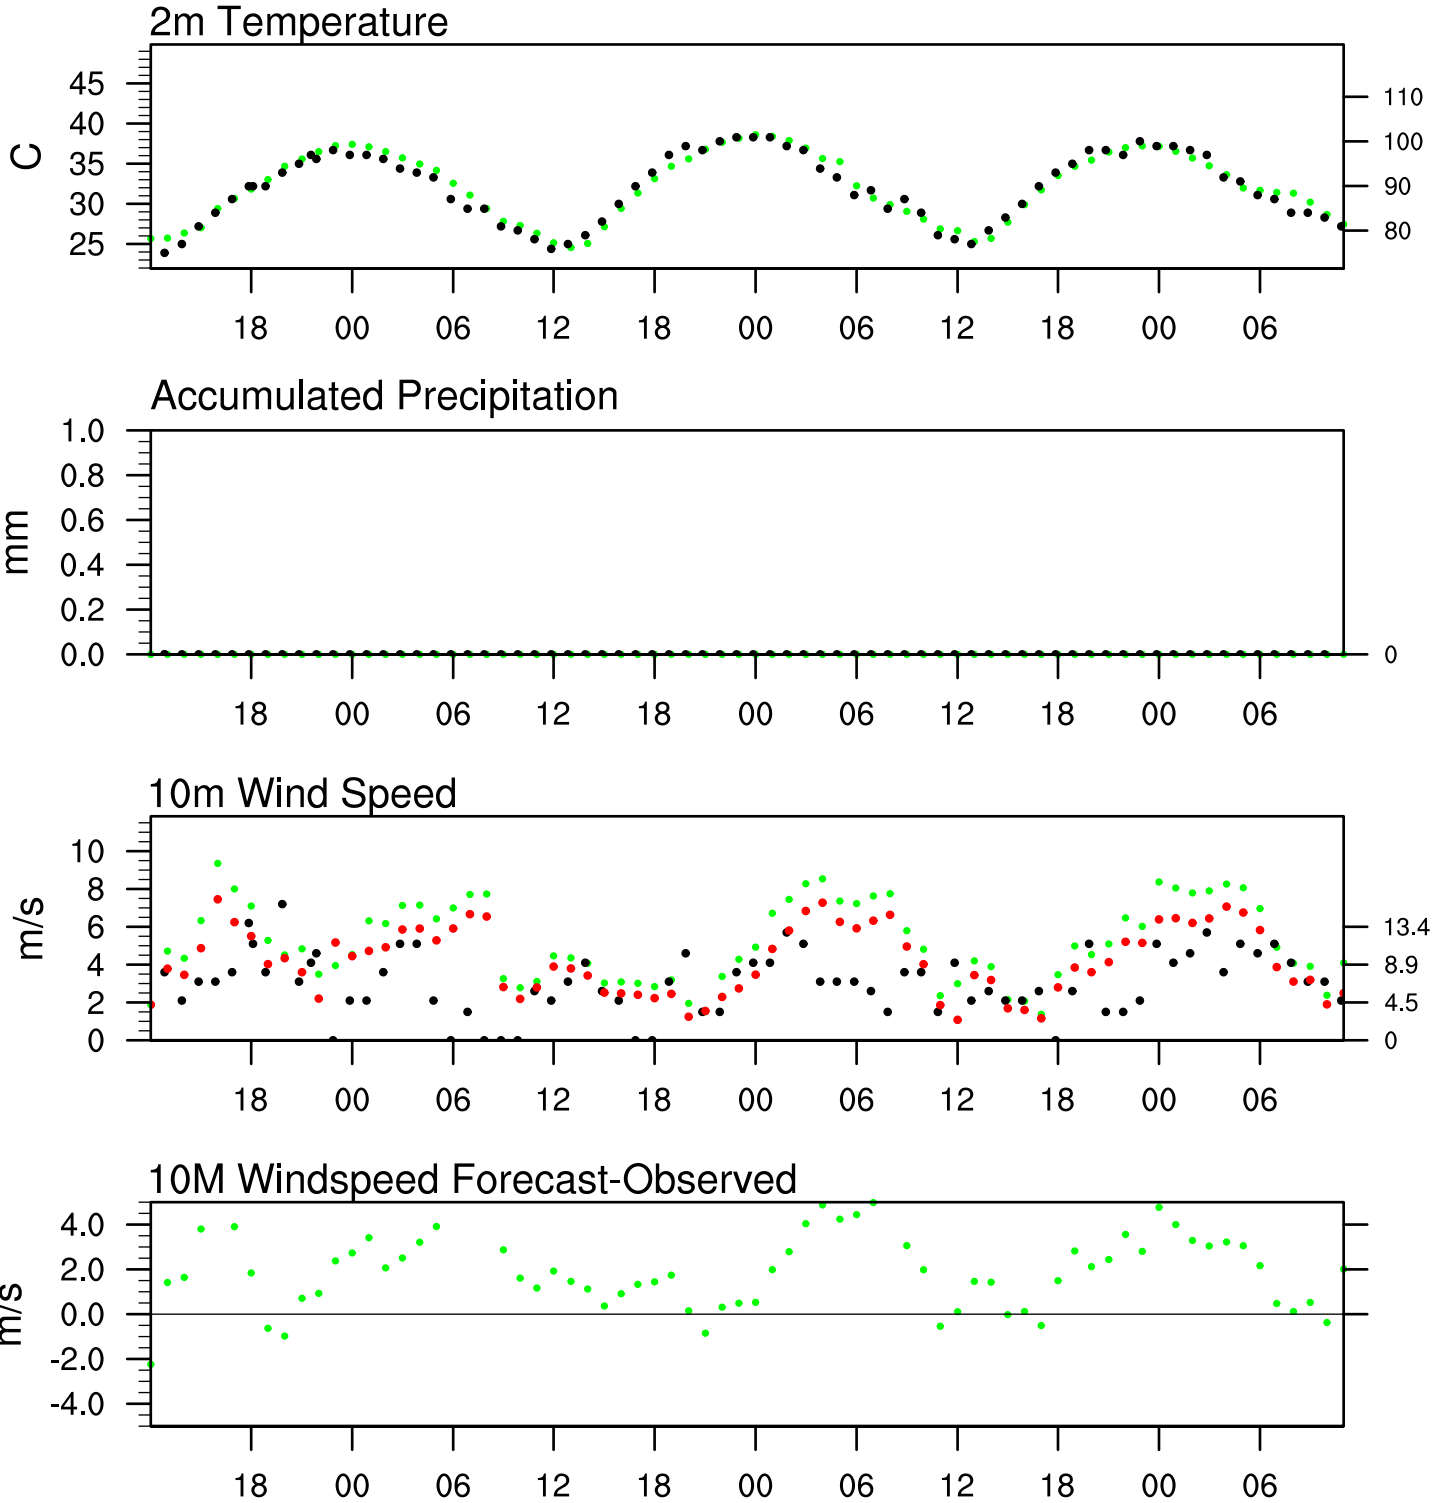 2m Temperature
45
40
35
30
25
C
110
100
90
80
18 00 06 12 18 00 06 12 18 00 06
Accumulated Precipitation
1.0
0.8
0.6
0.4
0.2
0.0
mm
0
18 00 06 12 18 00 06 12 18 00 06
10m Wind Speed
10
8
6
4
2
0
m/s
13.4
8.9
4.5
0
18 00 06 12 18 00 06 12 18 00 06
10M Windspeed Forecast-Observed
4.0
2.0
0.0
-2.0
-4.0
m/s
18 00 06 12 18 00 06 12 18 00 06